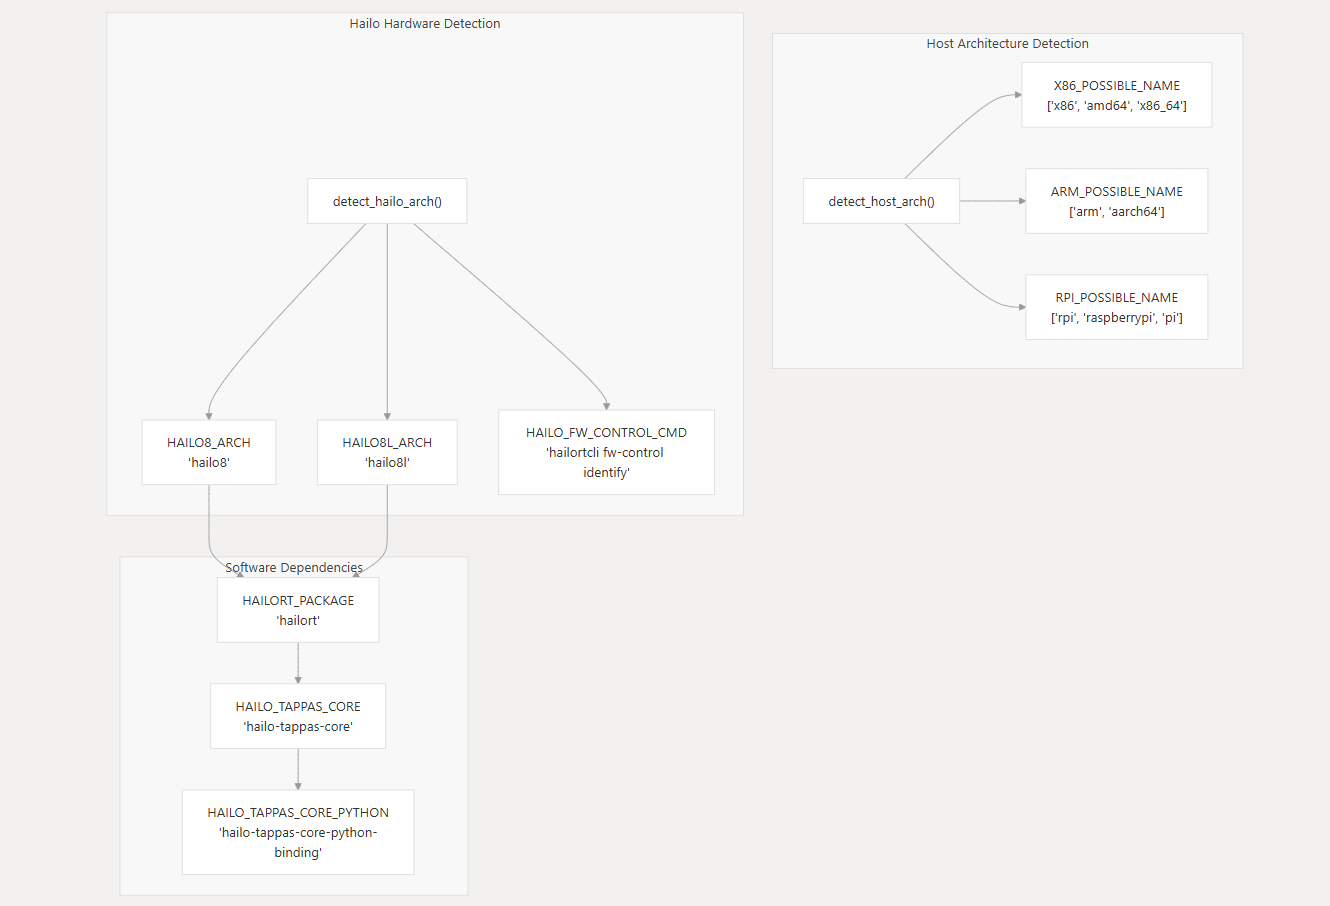 Hailo Hardware Detection
detect_hailo_arch()
HAILO8_ARCH
'hailo8'
HAILO8L_ARCH
'hailo8l'
HAILO_FW_CONTROL_CMD
'hailortcli fw-control
identify'
Host Architecture Detection
detect_host_arch()
X86_POSSIBLE_NAME
['x86', 'amd64', 'x86_64']
ARM_POSSIBLE_NAME
['arm', 'aarch64']
RPI_POSSIBLE_NAME
['rpi', 'raspberrypi', 'pi']
Software Dependencies
HAILORT_PACKAGE
'hailort'
HAILO_TAPPAS_CORE
'hailo-tappas-core'
HAILO_TAPPAS_CORE_PYTHON
'hailo-tappas-core-python-
binding'